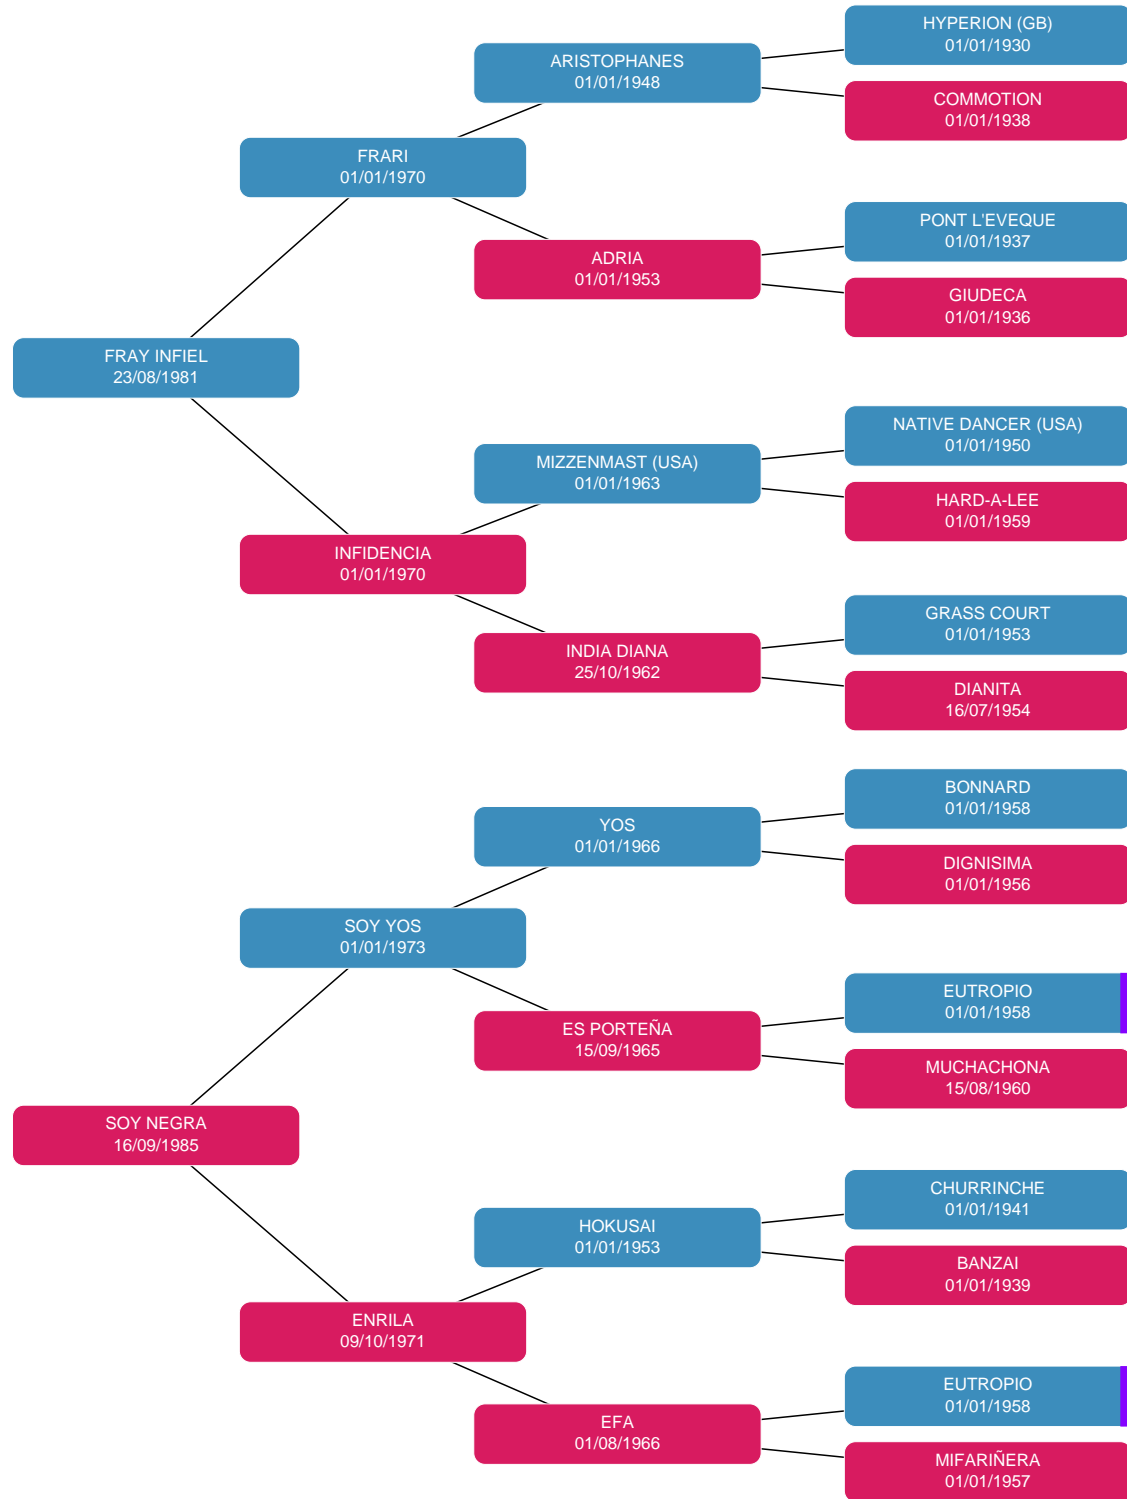 HYPERION (GB)
01/01/1930
ARISTOPHANES
01/01/1948
COMMOTION
01/01/1938
FRARI
01/01/1970
PONT L'EVEQUE
01/01/1937
ADRIA
01/01/1953
GIUDECA
01/01/1936
FRAY INFIEL
23/08/1981
NATIVE DANCER (USA)
01/01/1950
MIZZENMAST (USA)
01/01/1963
HARD-A-LEE
01/01/1959
INFIDENCIA
01/01/1970
GRASS COURT
01/01/1953
INDIA DIANA
25/10/1962
DIANITA
16/07/1954
BONNARD
01/01/1958
YOS
01/01/1966
DIGNISIMA
01/01/1956
SOY YOS
01/01/1973
EUTROPIO
01/01/1958
ES PORTEÑA
15/09/1965
MUCHACHONA
15/08/1960
SOY NEGRA
16/09/1985
CHURRINCHE
01/01/1941
HOKUSAI
01/01/1953
BANZAI
01/01/1939
ENRILA
09/10/1971
EUTROPIO
01/01/1958
EFA
01/08/1966
MIFARIÑERA
01/01/1957